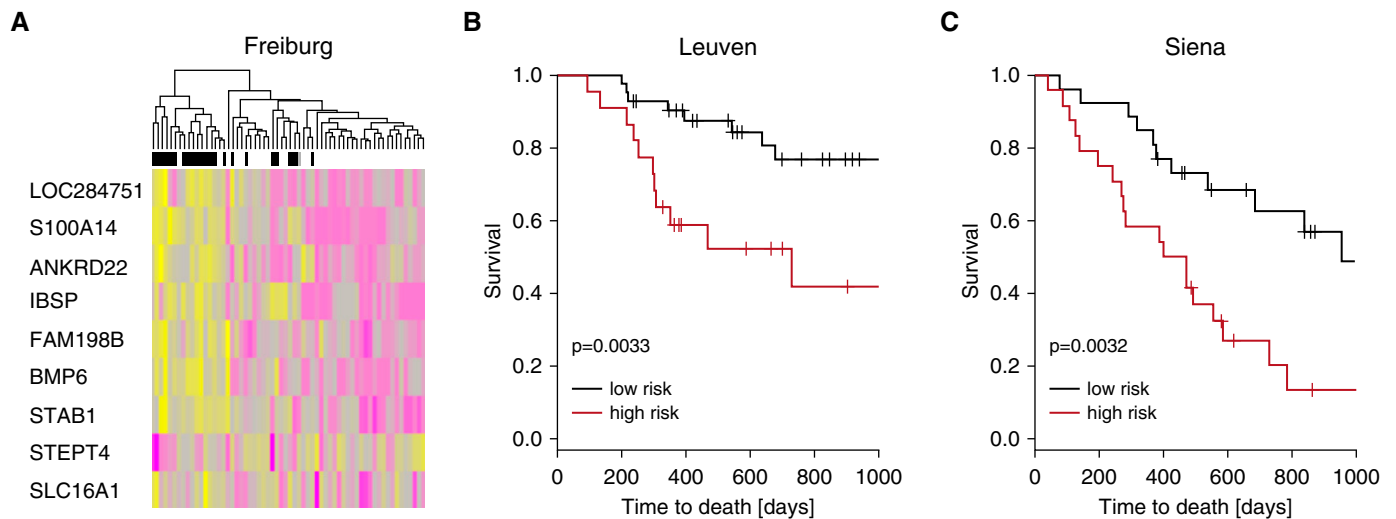 A
Freiburg
LOC284751
S100A14
ANKRD22
IBSP
FAM198B
BMP6
STAB1
STEPT4
SLC16A1
B
Leuven
1.0
0.8
0.6
0.4
0.2
0.0
Survival
p=0.0033
low risk
high risk
0 200 400 600 800 1000
Time to death [days]
C
Siena
1.0
0.8
0.6
0.4
0.2
0.0
Survival
p=0.0032
low risk
high risk
0 200 400 600 800 1000
Time to death [days]